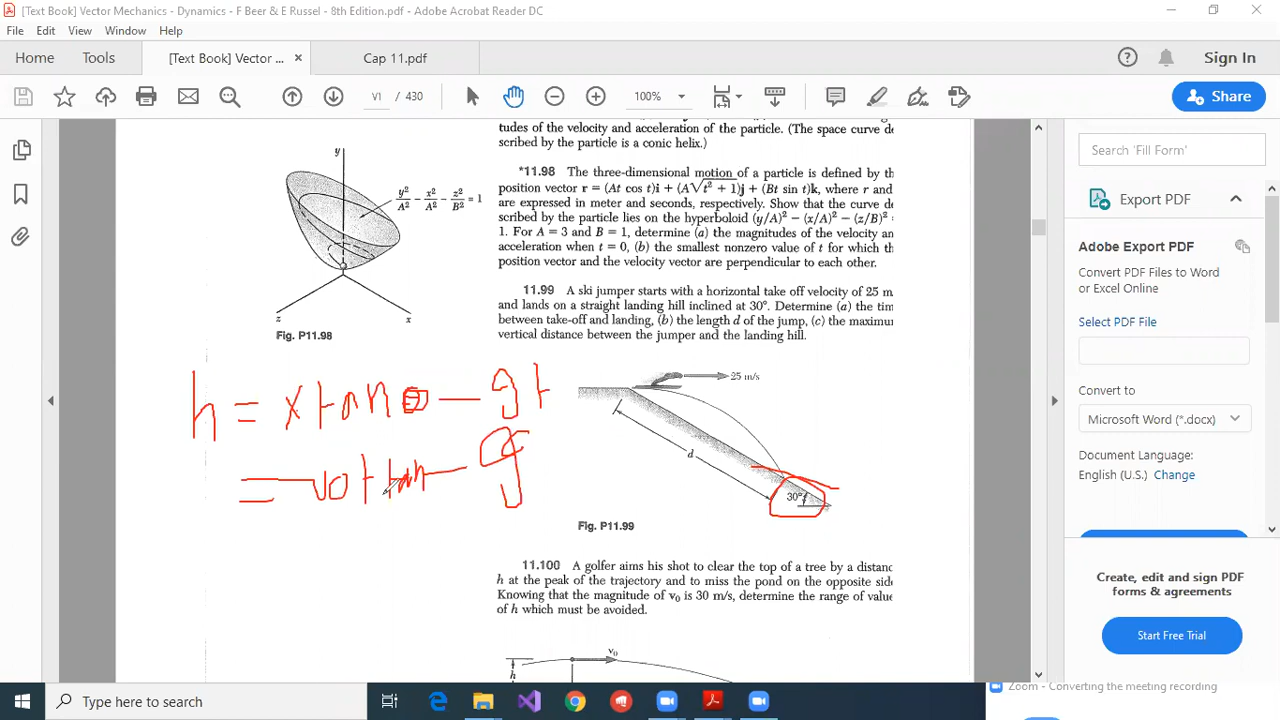 [Text Book] Vector Mechanics - Dynamics - F Beer & E Russel - 8th Edition.pdf - Adobe Acrobat Reader DC
File Edit View Window Help
Home Tools [Text Book] Vector ... × Cap 11.pdf Sign In
V1 / 430 100% Share
tudes of the velocity and acceleration of the particle. (The space curve de
scribed by the particle is a conic helix.)
*11.98 The three-dimensional motion of a particle is defined by th
position vector r = (At cos t)i + (A√t² + 1)j + (Bt sin t)k, where r and
are expressed in meter and seconds, respectively. Show that the curve de
scribed by the particle lies on the hyperboloid (y/A)² − (x/A)² − (z/B)² =
1. For A = 3 and B = 1, determine (a) the magnitudes of the velocity an
acceleration when t = 0, (b) the smallest nonzero value of t for which th
position vector and the velocity vector are perpendicular to each other.
y
y²/A² − x²/A² − z²/B² = 1
z x
Fig. P11.98
11.99 A ski jumper starts with a horizontal take off velocity of 25 m
and lands on a straight landing hill inclined at 30°. Determine (a) the tim
between take-off and landing, (b) the length d of the jump, (c) the maximu
vertical distance between the jumper and the landing hill.
25 m/s
d
30°
Fig. P11.99
h = x tan θ — gt
= vot tan — g
11.100 A golfer aims his shot to clear the top of a tree by a distanc
h at the peak of the trajectory and to miss the pond on the opposite side
Knowing that the magnitude of v₀ is 30 m/s, determine the range of value
of h which must be avoided.
v₀
h
Search 'Fill Form'
Export PDF
Adobe Export PDF
Convert PDF Files to Word
or Excel Online
Select PDF File
Convert to
Microsoft Word (*.docx)
Document Language:
English (U.S.) Change
Create, edit and sign PDF
forms & agreements
Start Free Trial
Type here to search
Zoom - Converting the meeting recording